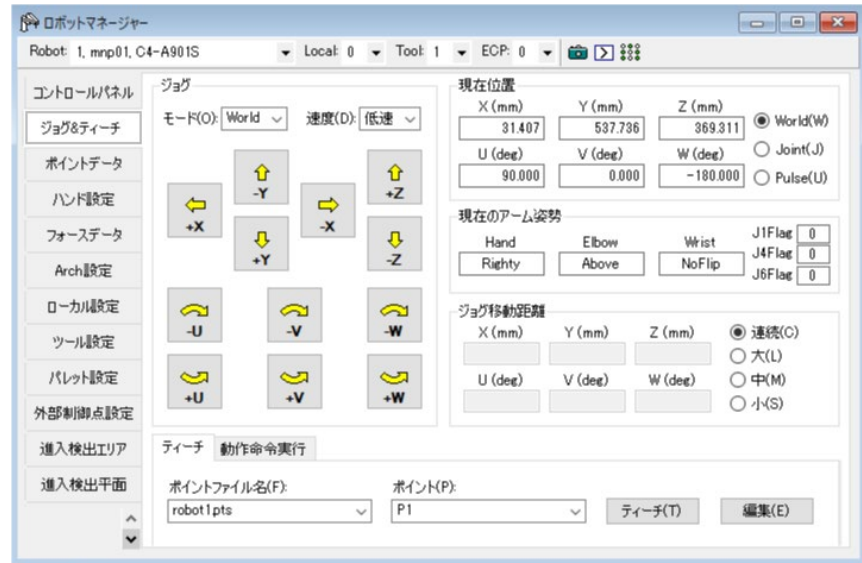 ロボットマネージャー
Robot: 1, mnp01, C4-A901S Local: 0 Tool: 1 ECP: 0
コントロールパネル
ジョグ&ティーチ
ポイントデータ
ハンド設定
フォースデータ
Arch設定
ローカル設定
ツール設定
パレット設定
外部制御点設定
進入検出エリア
進入検出平面
ジョグ
モード(O): World 速度(D): 低速
-Y +Z
+X -X
+Y -Z
-U -V -W
+U +V +W
現在位置
X (mm) Y (mm) Z (mm)
31.407 537.736 369.311
U (deg) V (deg) W (deg)
90.000 0.000 -180.000
World(W)
Joint(J)
Pulse(U)
現在のアーム姿勢
Hand Elbow Wrist
Righty Above NoFlip
J1Flag 0
J4Flag 0
J6Flag 0
ジョグ移動距離
X (mm) Y (mm) Z (mm)
U (deg) V (deg) W (deg)
連続(C)
大(L)
中(M)
小(S)
ティーチ 動作命令実行
ポイントファイル名(F): ポイント(P):
robot1.pts P1 ティーチ(T) 編集(E)